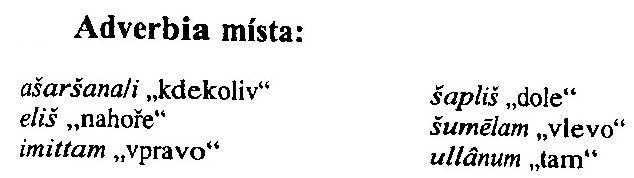 Adverbia místa:
ašaršanali „kdekoliv“
eliš „nahoře“
imittam „vpravo“
šapliš „dole“
šumēlam „vlevo“
ullânum „tam“